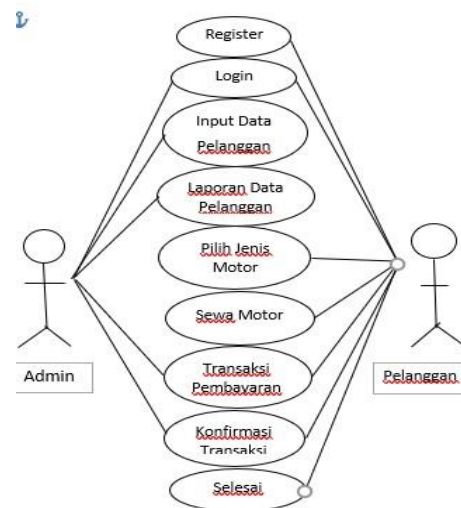 Register
Login
Input Data
Pelanggan
Laporan Data
Pelanggan
Pilih Jenis
Motor
Sewa Motor
Admin
Transaksi
Pembayaran
Pelanggan
Konfirmasi
Transaksi
Selesai